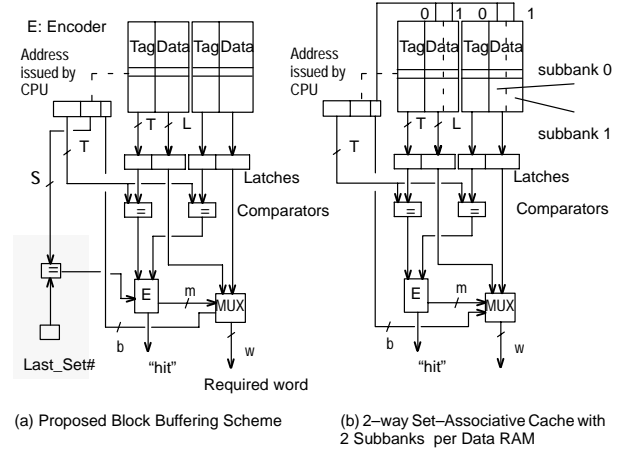 E: Encoder
Address
issued by
CPU
Tag Data Tag Data
T L
T
S
Latches
Comparators
= =
=
E
m
MUX
b
w
Last_Set#
“hit”
Required word
(a) Proposed Block Buffering Scheme
0 1 0 1
Address
issued by
CPU
Tag Data Tag Data
subbank 0
subbank 1
T L
T
Latches
Comparators
= =
E
m
MUX
b
w
“hit”
(b) 2–way Set–Associative Cache with
2 Subbanks per Data RAM